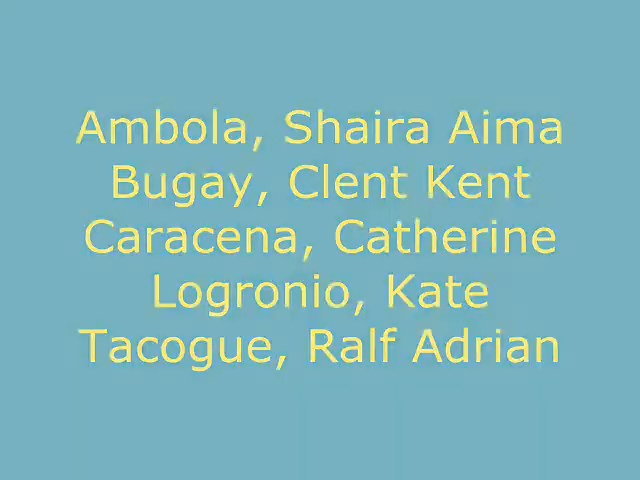 Ambola, Shaira Aima
Bugay, Clent Kent
Caracena, Catherine
Logronio, Kate
Tacogue, Ralf Adrian